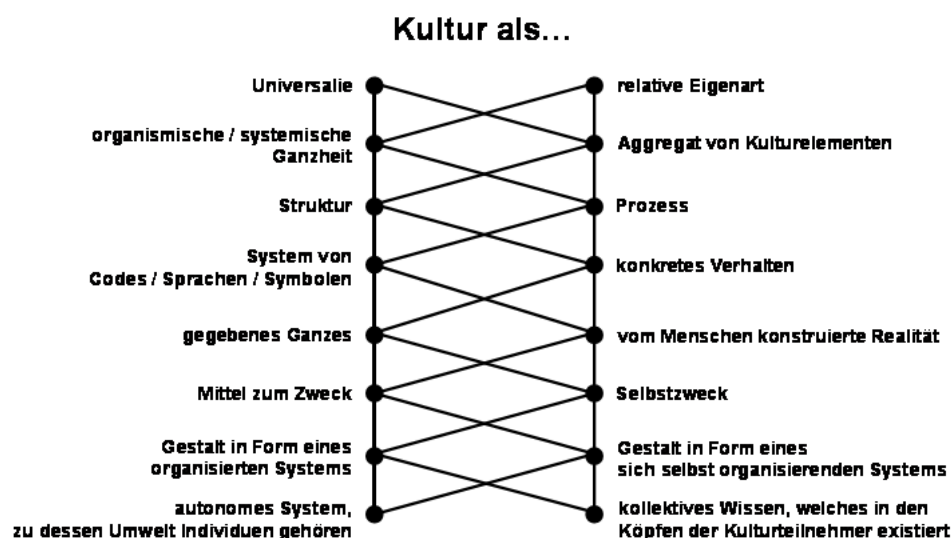 Kultur als...
Universalie
relative Eigenart
organismische / systemische
Ganzheit
Aggregat von Kulturelementen
Struktur
Prozess
System von
Codes / Sprachen / Symbolen
konkretes Verhalten
gegebenes Ganzes
vom Menschen konstruierte Realität
Mittel zum Zweck
Selbstzweck
Gestalt in Form eines
organisierten Systems
Gestalt in Form eines
sich selbst organisierenden Systems
autonomes System,
zu dessen Umwelt Individuen gehören
kollektives Wissen, welches in den
Köpfen der Kulturteilnehmer existiert